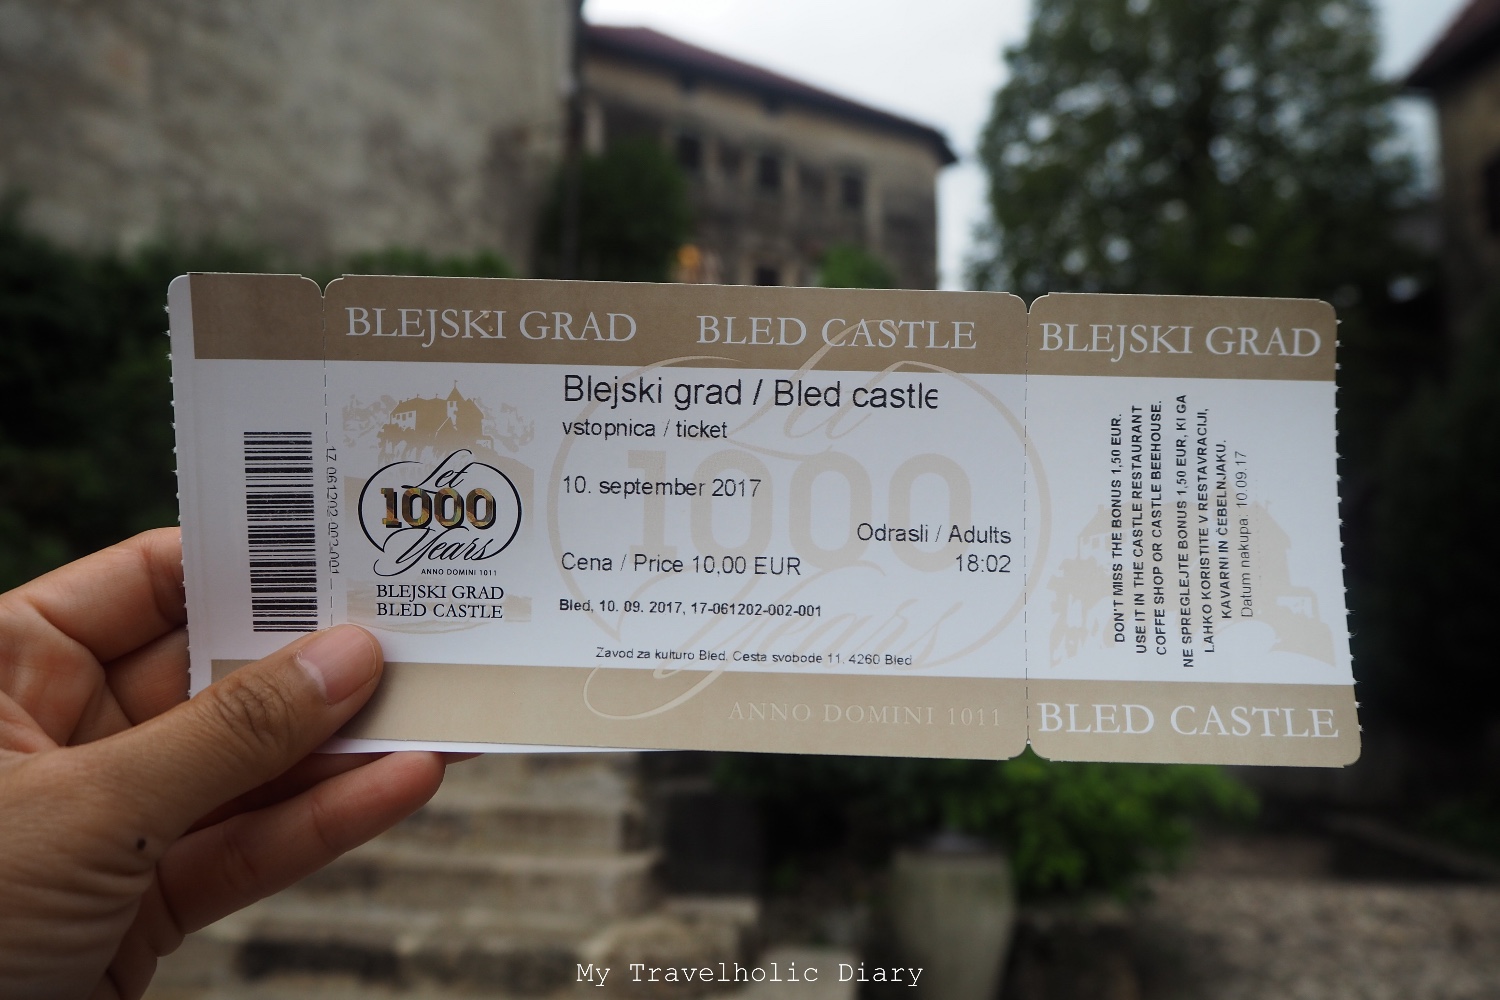 BLEJSKI GRAD BLED CASTLE
17-061202-002-001
Let
1000
Years
ANNO DOMINI 1011
BLEJSKI GRAD
BLED CASTLE
Blejski grad / Bled castle
vstopnica / ticket
10. september 2017
Odrasli / Adults
Cena / Price 10,00 EUR
18:02
Bled, 10. 09. 2017, 17-061202-002-001
Zavod za kulturo Bled, Cesta svobode 11, 4260 Bled
Let
1000
Years
ANNO DOMINI 1011
BLEJSKI GRAD
DON'T MISS THE BONUS 1,50 EUR.
USE IT IN THE CASTLE RESTAURANT
COFFE SHOP OR CASTLE BEEHOUSE.
NE SPREGLEJTE BONUS 1,50 EUR, KI GA
LAHKO KORISTITE V RESTAVRACIJI,
KAVARNI IN ČEBELNJAKU.
Datum nakupa: 10.09.17
BLED CASTLE
My Travelholic Diary